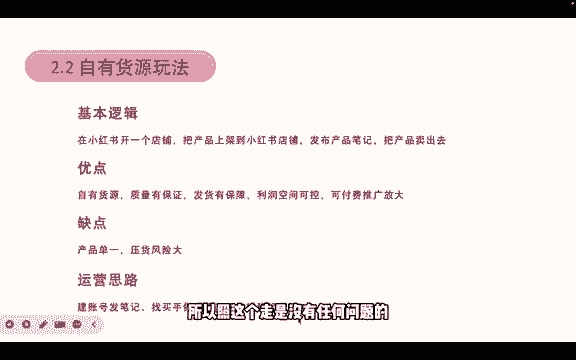 2.2 自有货源玩法
基本逻辑
在小红书开一个店铺，把产品上架到小红书店铺，发布产品笔记，把产品卖出去
优点
自有货源，质量有保证，发货有保障、利润空间可控、可付费推广放大
缺点
产品单一，压货风险大
运营思路
建账号发笔记、找买手
所以照这个走是没有任何问题的